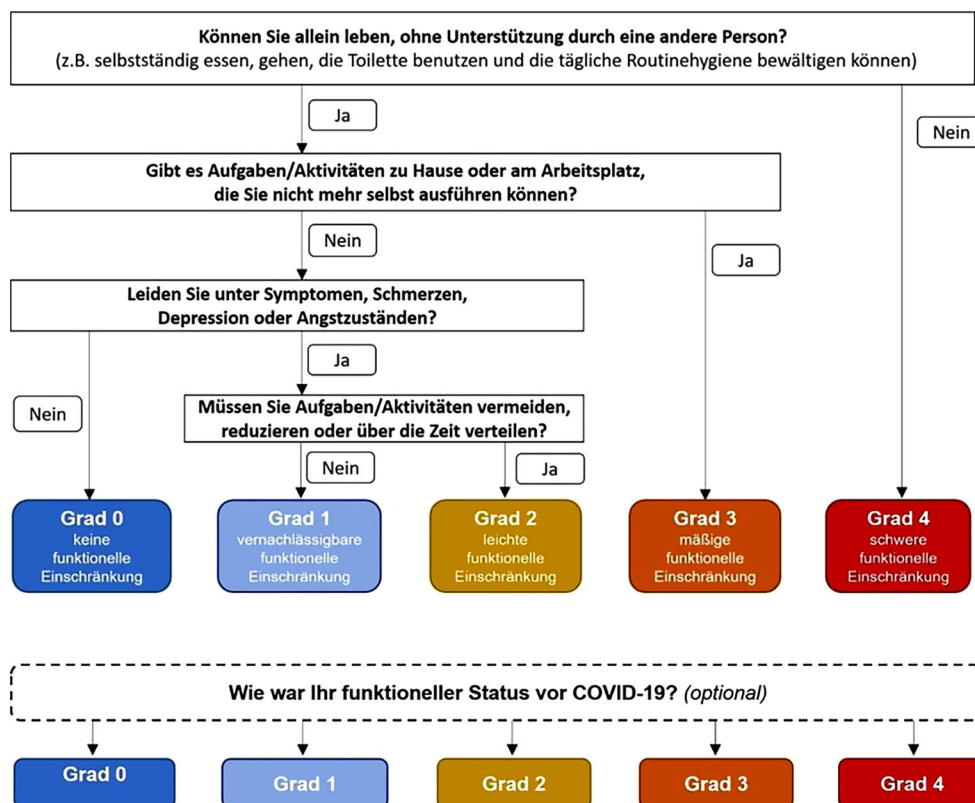 Können Sie allein leben, ohne Unterstützung durch eine andere Person?
(z.B. selbstständig essen, gehen, die Toilette benutzen und die tägliche Routinehygiene bewältigen können)
Ja
Nein
Gibt es Aufgaben/Aktivitäten zu Hause oder am Arbeitsplatz,
die Sie nicht mehr selbst ausführen können?
Nein
Ja
Leiden Sie unter Symptomen, Schmerzen,
Depression oder Angstzuständen?
Ja
Nein
Müssen Sie Aufgaben/Aktivitäten vermeiden,
reduzieren oder über die Zeit verteilen?
Nein
Ja
Grad 0
keine
funktionelle
Einschränkung
Grad 1
vernachlässigbare
funktionelle
Einschränkung
Grad 2
leichte
funktionelle
Einschränkung
Grad 3
mäßige
funktionelle
Einschränkung
Grad 4
schwere
funktionelle
Einschränkung
Wie war Ihr funktioneller Status vor COVID-19? (optional)
Grad 0
Grad 1
Grad 2
Grad 3
Grad 4